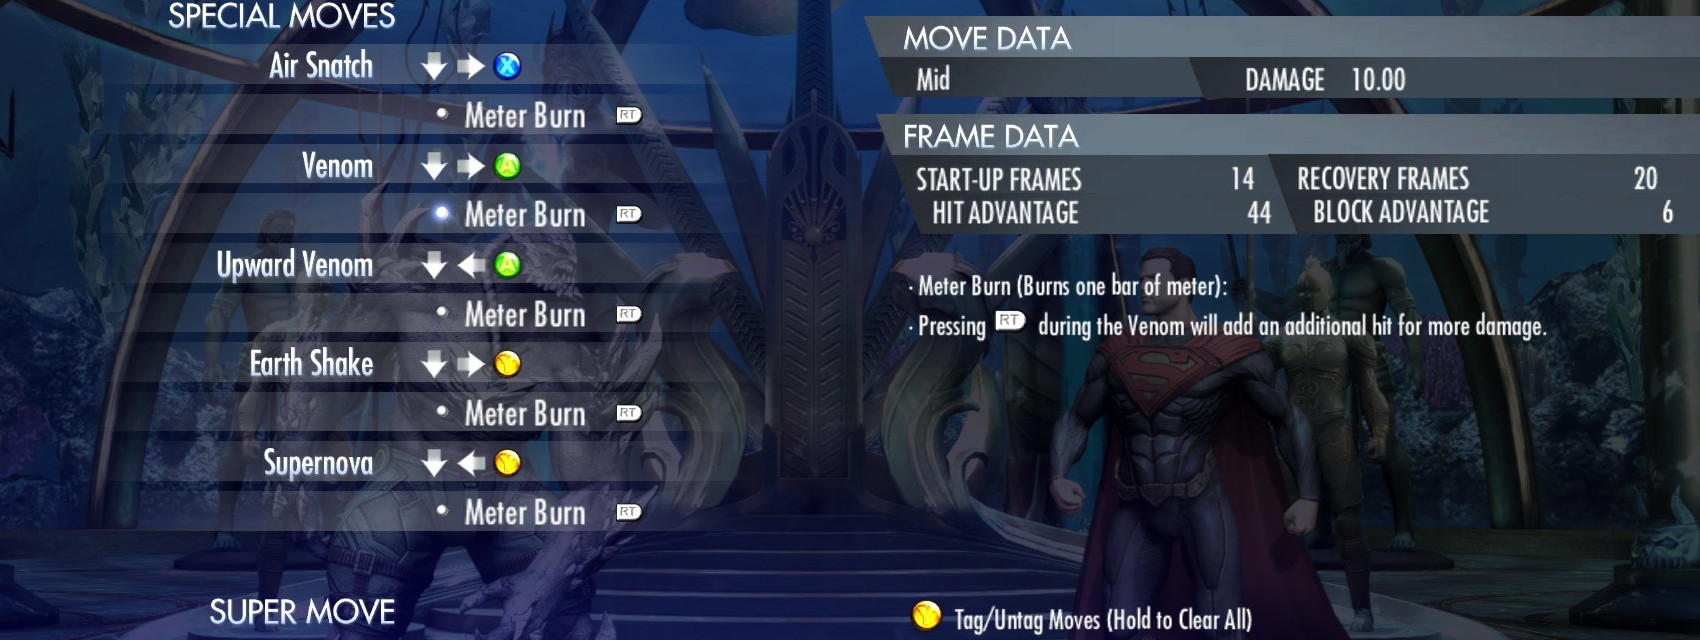 SPECIAL MOVES
Air Snatch X
Meter Burn RT
Venom A
Meter Burn RT
Upward Venom A
Meter Burn RT
Earth Shake Y
Meter Burn RT
Supernova Y
Meter Burn RT
SUPER MOVE
MOVE DATA
Mid DAMAGE 10.00
FRAME DATA
START-UP FRAMES 14 RECOVERY FRAMES 20
HIT ADVANTAGE 44 BLOCK ADVANTAGE 6
· Meter Burn (Burns one bar of meter):
· Pressing RT during the Venom will add an additional hit for more damage.
Y Tag/Untag Moves (Hold to Clear All)